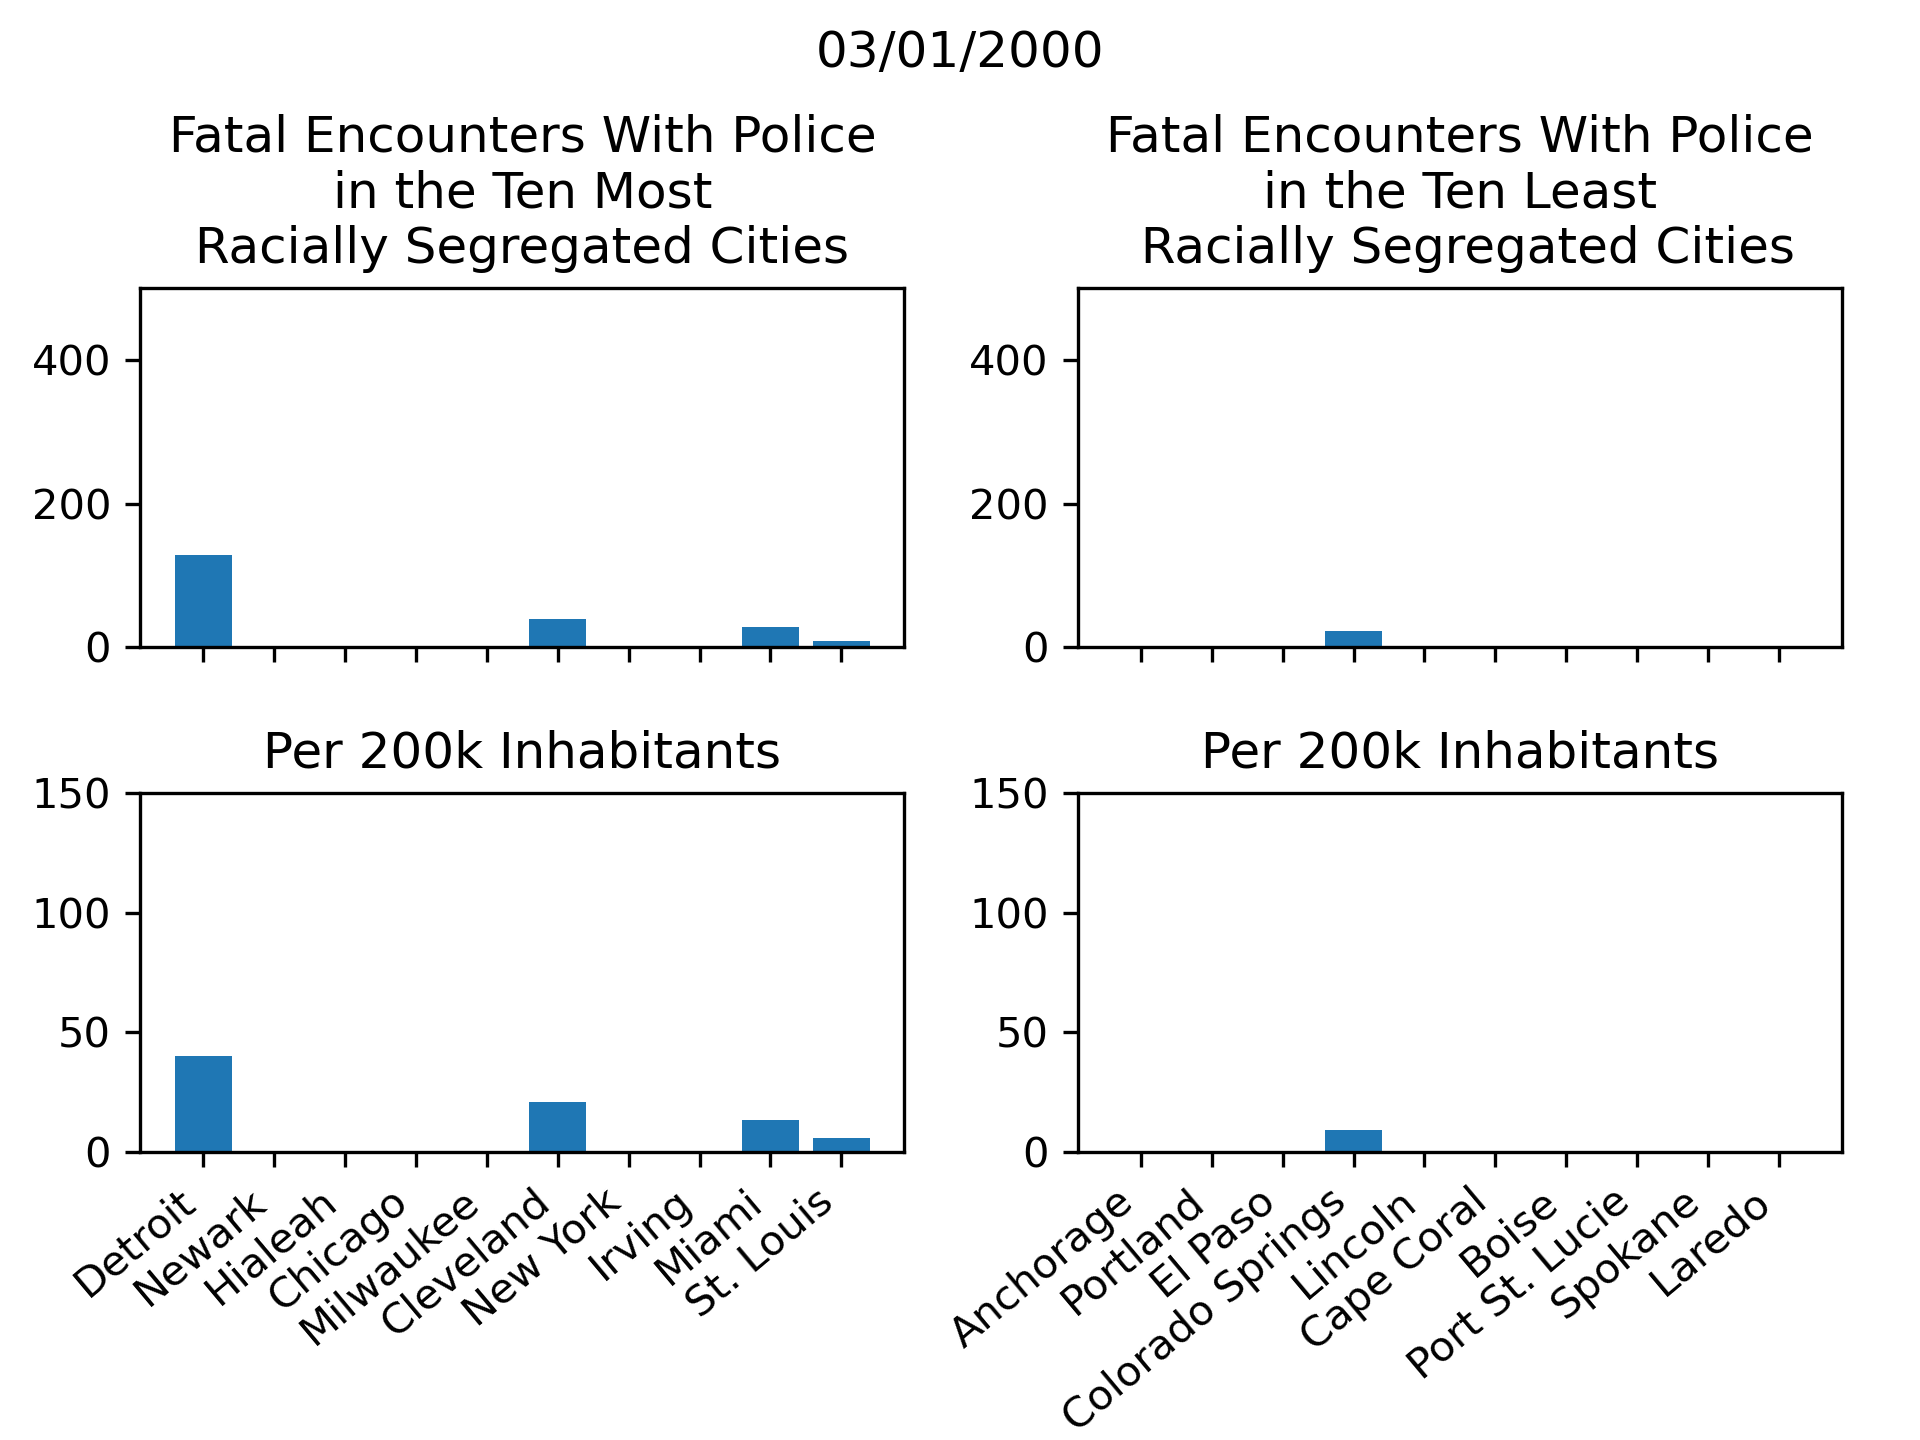 03/01/2000
Fatal Encounters With Police
in the Ten Most
Racially Segregated Cities
400
200
0
Fatal Encounters With Police
in the Ten Least
Racially Segregated Cities
400
200
0
Per 200k Inhabitants
150
100
50
0
Detroit
Newark
Hialeah
Chicago
Milwaukee
Cleveland
New York
Irving
Miami
St. Louis
Per 200k Inhabitants
150
100
50
0
Anchorage
Portland
El Paso
Colorado Springs
Lincoln
Cape Coral
Boise
Port St. Lucie
Spokane
Laredo